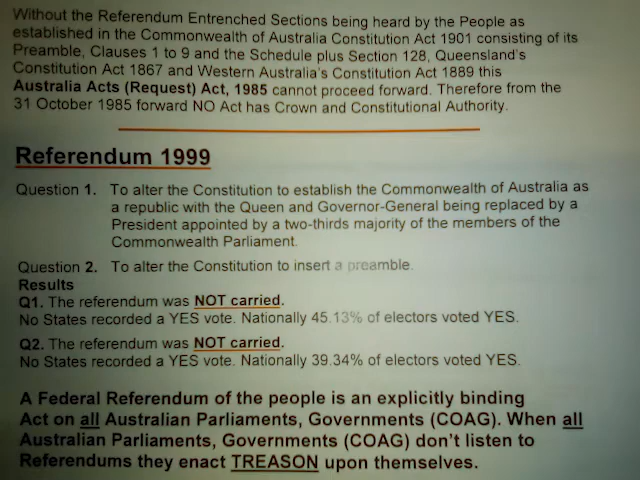 Without the Referendum Entrenched Sections being heard by the People as
established in the Commonwealth of Australia Constitution Act 1901 consisting of its
Preamble, Clauses 1 to 9 and the Schedule plus Section 128, Queensland's
Constitution Act 1867 and Western Australia's Constitution Act 1889 this
Australia Acts (Request) Act, 1985 cannot proceed forward. Therefore from the
31 October 1985 forward NO Act has Crown and Constitutional Authority.
Referendum 1999
Question 1. To alter the Constitution to establish the Commonwealth of Australia as
a republic with the Queen and Governor-General being replaced by a
President appointed by a two-thirds majority of the members of the
Commonwealth Parliament.
Question 2. To alter the Constitution to insert a preamble.
Results
Q1. The referendum was NOT carried.
No States recorded a YES vote. Nationally 45.13% of electors voted YES.
Q2. The referendum was NOT carried.
No States recorded a YES vote. Nationally 39.34% of electors voted YES.
A Federal Referendum of the people is an explicitly binding
Act on all Australian Parliaments, Governments (COAG). When all
Australian Parliaments, Governments (COAG) don't listen to
Referendums they enact TREASON upon themselves.